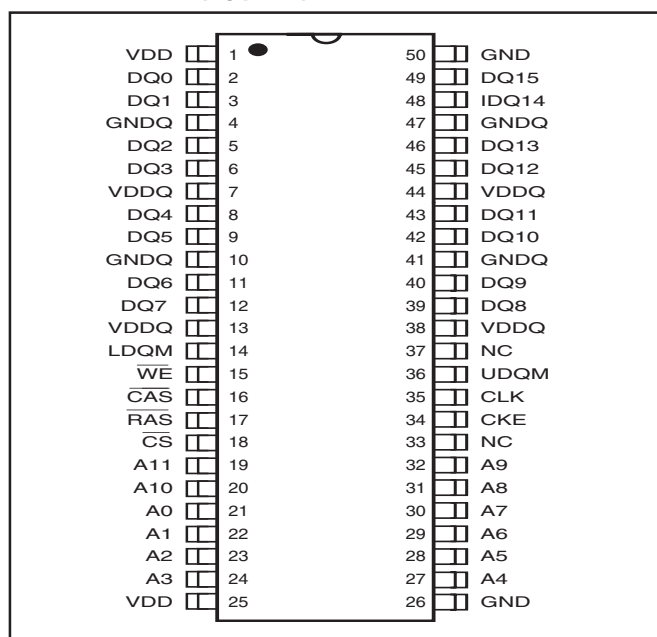 VDD 1 50 GND
DQ0 2 49 DQ15
DQ1 3 48 IDQ14
GNDQ 4 47 GNDQ
DQ2 5 46 DQ13
DQ3 6 45 DQ12
VDDQ 7 44 VDDQ
DQ4 8 43 DQ11
DQ5 9 42 DQ10
GNDQ 10 41 GNDQ
DQ6 11 40 DQ9
DQ7 12 39 DQ8
VDDQ 13 38 VDDQ
LDQM 14 37 NC
W̅E̅ 15 36 UDQM
C̅A̅S̅ 16 35 CLK
R̅A̅S̅ 17 34 CKE
C̅S̅ 18 33 NC
A11 19 32 A9
A10 20 31 A8
A0 21 30 A7
A1 22 29 A6
A2 23 28 A5
A3 24 27 A4
VDD 25 26 GND